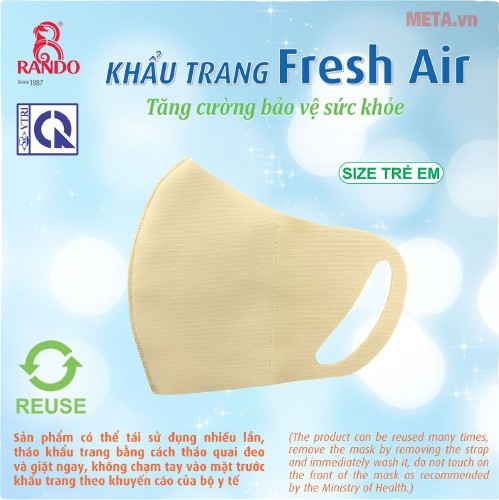 META.vn
RANDO
Since 1987
KHẨU TRANG Fresh Air
Tăng cường bảo vệ sức khỏe
VTRI
SIZE TRẺ EM
REUSE
Sản phẩm có thể tái sử dụng nhiều lần,
tháo khẩu trang bằng cách tháo quai đeo
và giặt ngay, không chạm tay vào mặt trước
khẩu trang theo khuyến cáo của bộ y tế
(The product can be reused many times,
remove the mask by removing the strap
and immediately wash it, do not touch on
the front of the mask as recommended
by the Ministry of Health.)